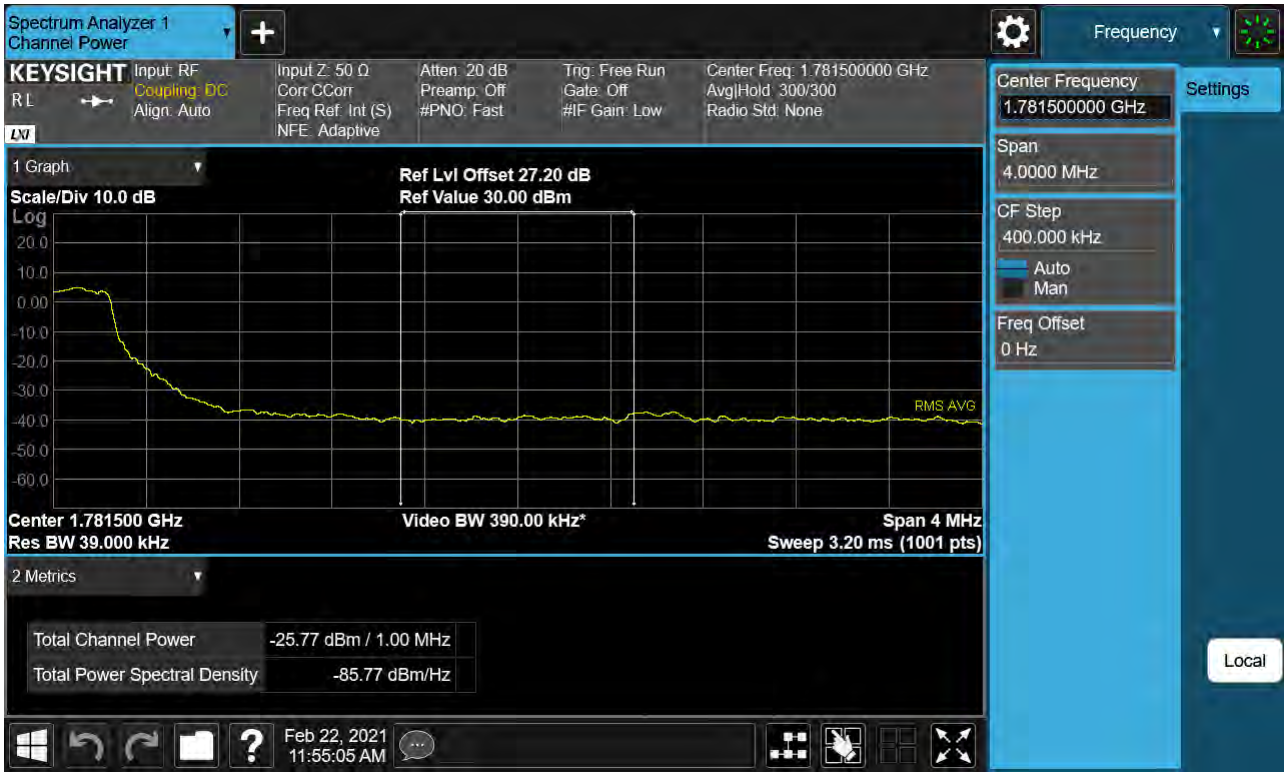 Spectrum Analyzer 1
Channel Power
+
Frequency
KEYSIGHT
RL
LXI
Input: RF
Coupling: DC
Align: Auto
Input Z: 50 Ω
Corr CCorr
Freq Ref: Int (S)
NFE: Adaptive
Atten: 20 dB
Preamp: Off
#PNO: Fast
Trig: Free Run
Gate: Off
#IF Gain: Low
Center Freq: 1.781500000 GHz
Avg|Hold: 300/300
Radio Std: None
Center Frequency
1.781500000 GHz
Settings
Span
4.0000 MHz
CF Step
400.000 kHz
Auto
Man
Freq Offset
0 Hz
1 Graph
Scale/Div 10.0 dB
Ref Lvl Offset 27.20 dB
Ref Value 30.00 dBm
Log
20.0
10.0
0.00
-10.0
-20.0
-30.0
-40.0
-50.0
-60.0
RMS AVG
Center 1.781500 GHz
Video BW 390.00 kHz*
Span 4 MHz
Res BW 39.000 kHz
Sweep 3.20 ms (1001 pts)
2 Metrics
Total Channel Power -25.77 dBm / 1.00 MHz
Total Power Spectral Density -85.77 dBm/Hz
Local
?
Feb 22, 2021
11:55:05 AM